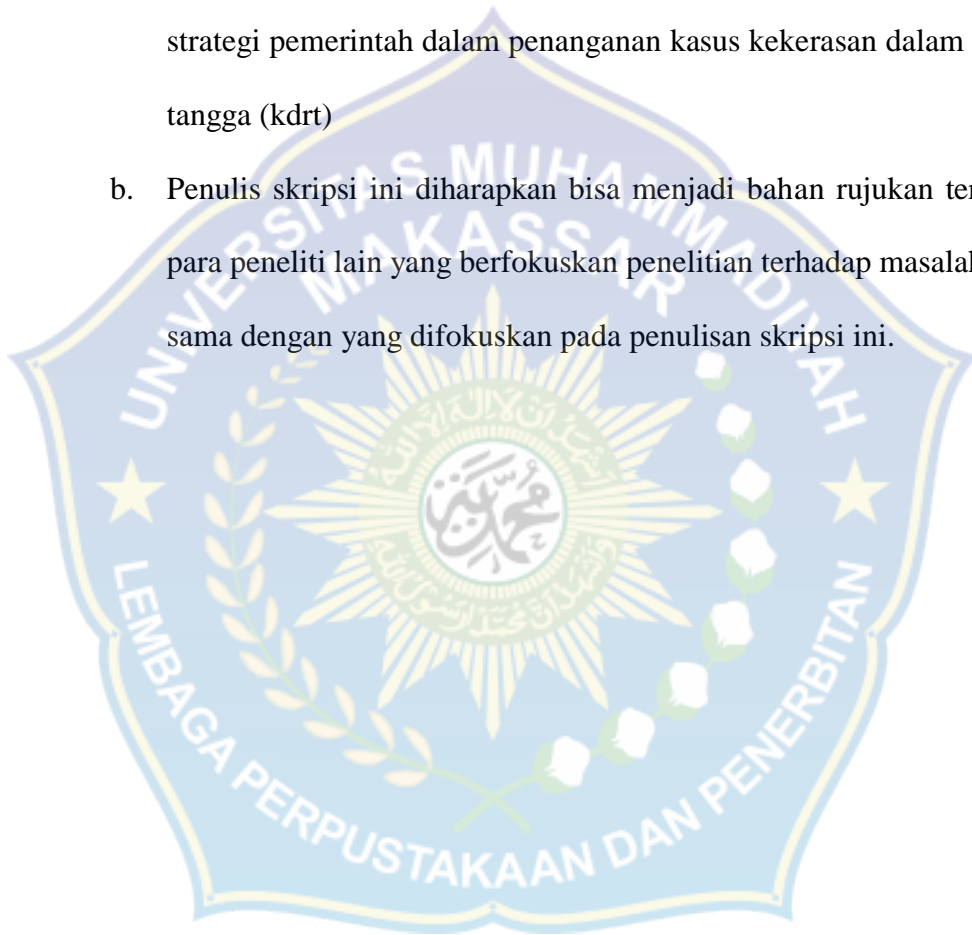 strategi pemerintah dalam penanganan kasus kekerasan dalam
tangga (kdrt)
b. Penulis skripsi ini diharapkan bisa menjadi bahan rujukan
para peneliti lain yang berfokuskan penelitian terhadap masalah
sama dengan yang difokuskan pada penulisan skripsi ini.
UNIVERSITAS MUHAMMADIYAH
MAKASSAR
LEMBAGA PERPUSTAKAAN DAN PENERBITAN